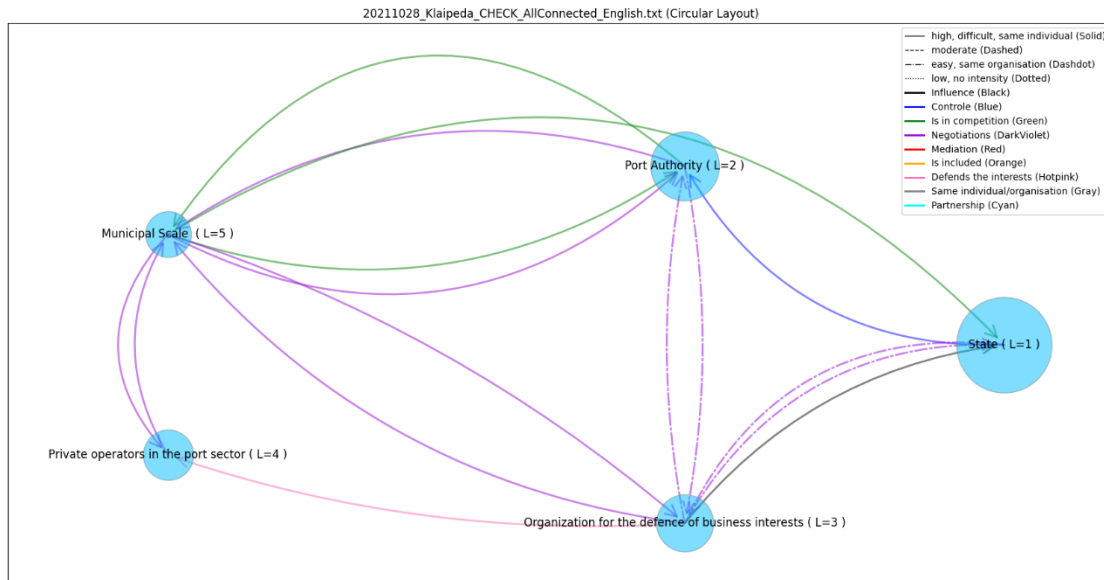 20211028_Klaipeda_CHECK_AllConnected_English.txt (Circular Layout)
high, difficult, same individual (Solid)
moderate (Dashed)
easy, same organisation (Dashdot)
low, no intensity (Dotted)
Influence (Black)
Controle (Blue)
Is in competition (Green)
Negotiations (DarkViolet)
Mediation (Red)
Is included (Orange)
Defends the interests (Hotpink)
Same individual/organisation (Gray)
Partnership (Cyan)
Port Authority ( L=2 )
Municipal Scale ( L=5 )
State ( L=1 )
Private operators in the port sector ( L=4 )
Organization for the defence of business interests ( L=3 )